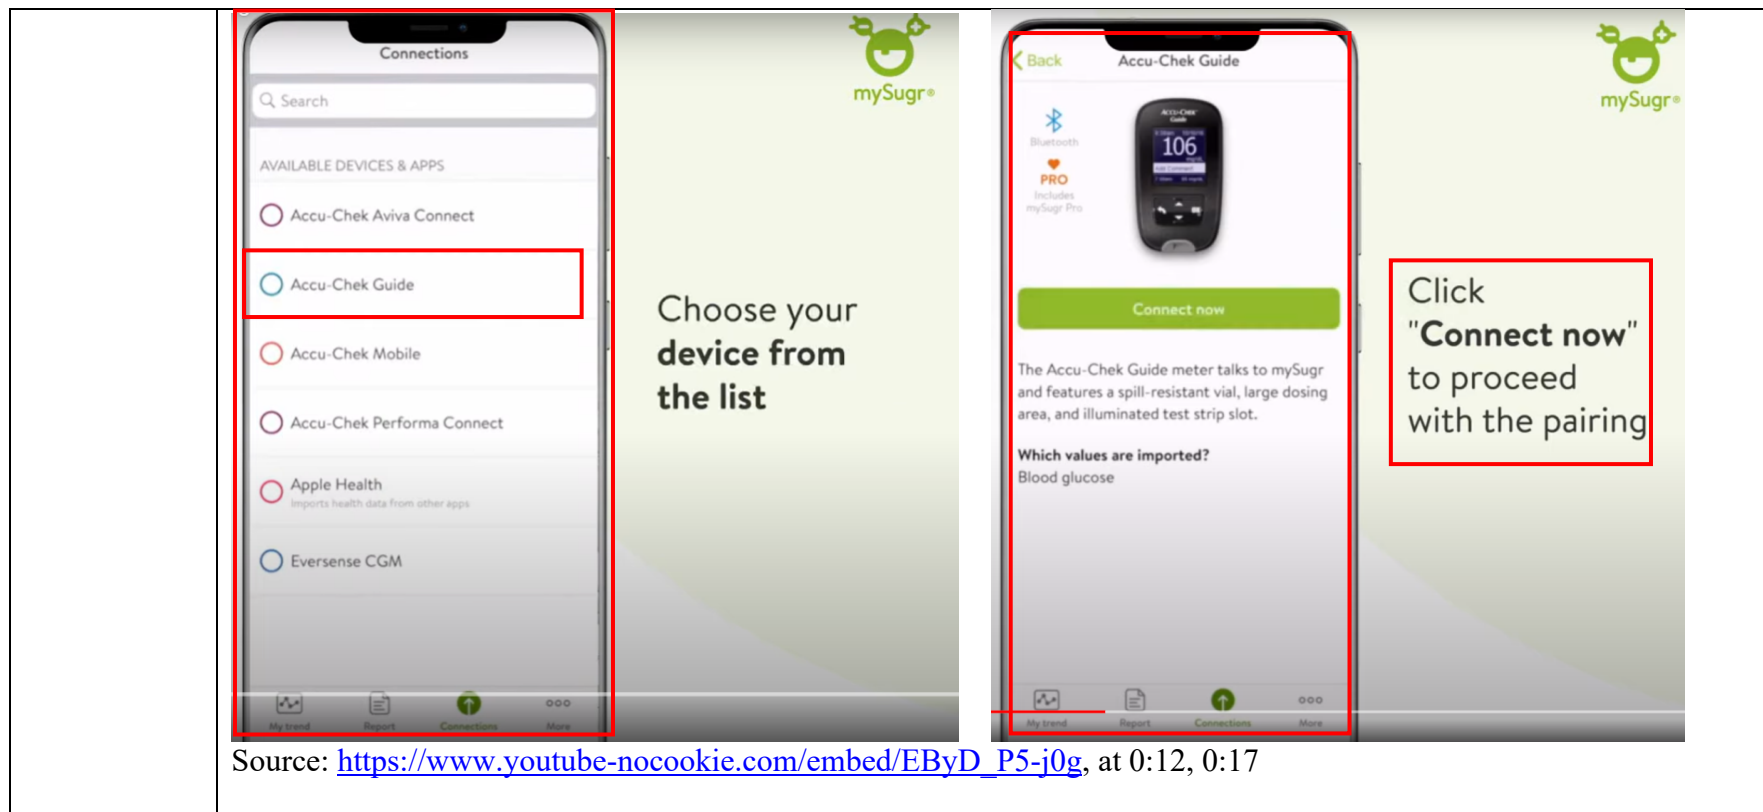 Connections
Search
AVAILABLE DEVICES & APPS
Accu-Chek Aviva Connect
Accu-Chek Guide
Accu-Chek Mobile
Accu-Chek Performa Connect
Apple Health
Imports health data from other apps
Eversense CGM
My trend
Report
Connections
More
mySugr®
Choose your
device from
the list
Back
Accu-Chek Guide
Bluetooth
PRO
Includes
mySugr Pro
ACCU-CHEK
Guide
106
mg/dL
Connect now
The Accu-Chek Guide meter talks to mySugr
and features a spill-resistant vial, large dosing
area, and illuminated test strip slot.
Which values are imported?
Blood glucose
My trend
Report
Connections
More
mySugr®
Click
"Connect now"
to proceed
with the pairing
Source: https://www.youtube-nocookie.com/embed/EByD_P5-j0g, at 0:12, 0:17